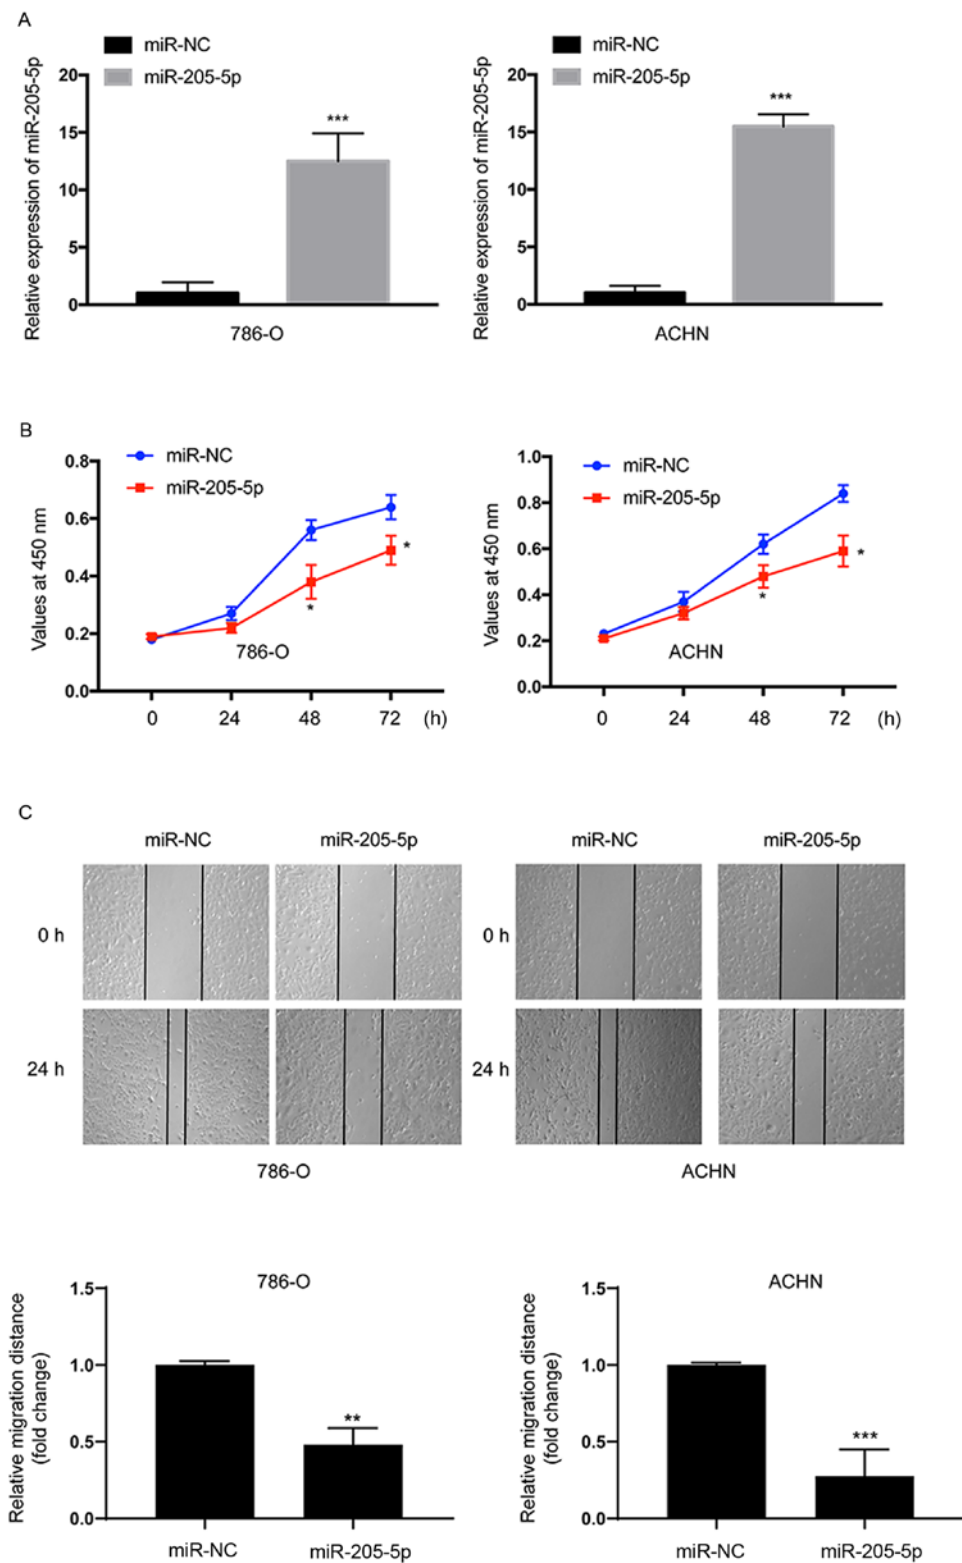 A
miR-NC
miR-205-5p
Relative expression of miR-205-5p
20
15
10
5
0
***
786-O
miR-NC
miR-205-5p
Relative expression of miR-205-5p
20
15
10
5
0
***
ACHN
B
miR-NC
miR-205-5p
Values at 450 nm
0.8
0.6
0.4
0.2
0.0
*
*
786-O
0 24 48 72 (h)
miR-NC
miR-205-5p
Values at 450 nm
1.0
0.8
0.6
0.4
0.2
0.0
*
*
ACHN
0 24 48 72 (h)
C
miR-NC miR-205-5p
0 h
24 h
786-O
miR-NC miR-205-5p
0 h
24 h
ACHN
786-O
Relative migration distance
(fold change)
1.5
1.0
0.5
0.0
**
miR-NC miR-205-5p
ACHN
Relative migration distance
(fold change)
1.5
1.0
0.5
0.0
***
miR-NC miR-205-5p